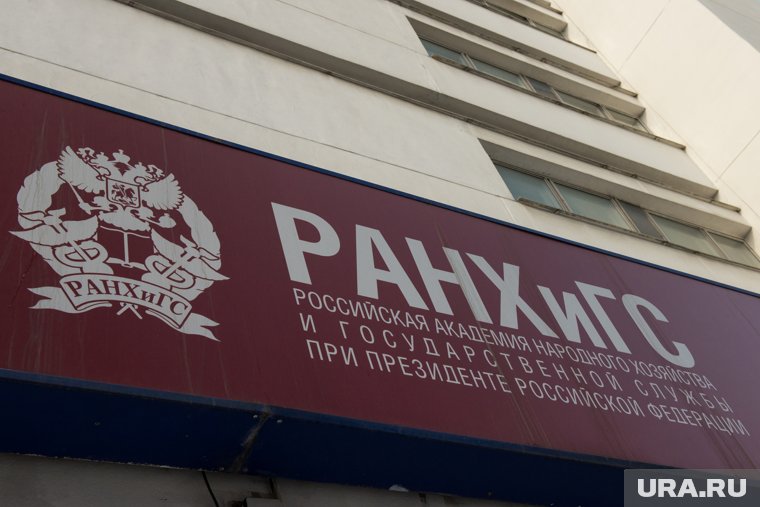 РАНХиГС
РАНХиГС
РОССИЙСКАЯ АКАДЕМИЯ НАРОДНОГО ХОЗЯЙСТВА
И ГОСУДАРСТВЕННОЙ СЛУЖБЫ
ПРИ ПРЕЗИДЕНТЕ РОССИЙСКОЙ ФЕДЕРАЦИИ
URA.RU